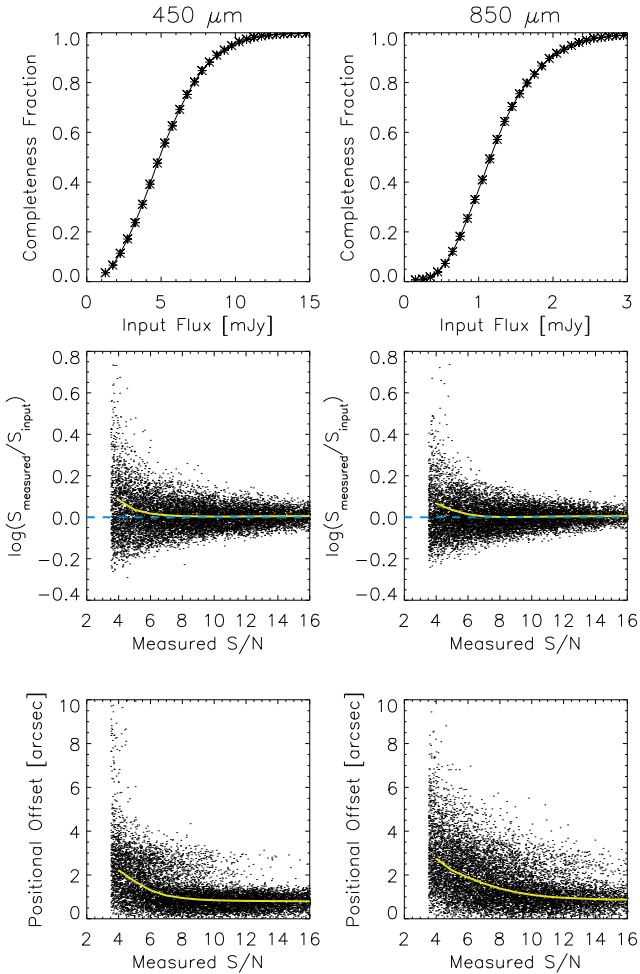 450 μm
850 μm
Completeness Fraction
1.0
0.8
0.6
0.4
0.2
0.0
0 5 10 15
Input Flux [mJy]
Completeness Fraction
1.0
0.8
0.6
0.4
0.2
0.0
0 1 2 3
Input Flux [mJy]
log(S_measured/S_input)
0.8
0.6
0.4
0.2
0.0
−0.2
−0.4
2 4 6 8 10 12 14 16
Measured S/N
log(S_measured/S_input)
0.8
0.6
0.4
0.2
0.0
−0.2
−0.4
2 4 6 8 10 12 14 16
Measured S/N
Positional Offset [arcsec]
10
8
6
4
2
0
2 4 6 8 10 12 14 16
Measured S/N
Positional Offset [arcsec]
10
8
6
4
2
0
2 4 6 8 10 12 14 16
Measured S/N